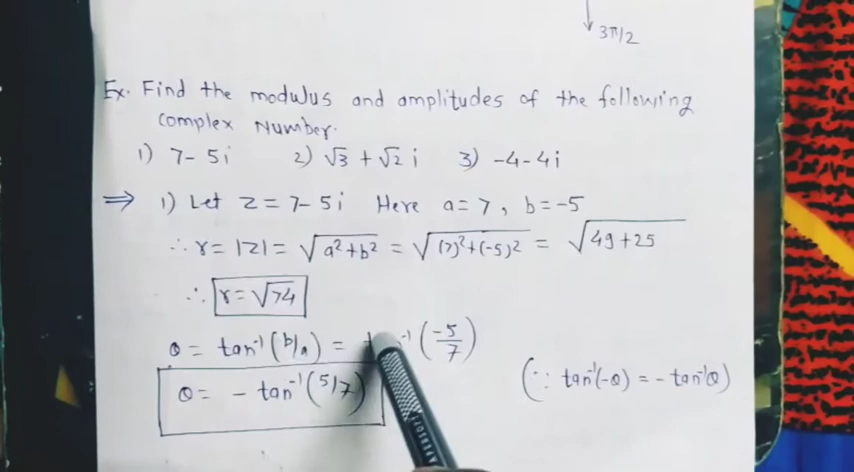 3π/2
Ex. Find the modulus and amplitudes of the following
complex Number.
1) 7-5i 2) √3 + √2 i 3) -4-4i
⇒ 1) Let z = 7-5i Here a=7, b=-5
∴ r = |z| = √(a²+b²) = √((7)²+(-5)²) = √(49+25)
∴ r = √74
θ = tan⁻¹(b/a) = ⁻¹(-5/7)
θ = - tan⁻¹(5/7) (∵ tan⁻¹(-θ) = - tan⁻¹θ)